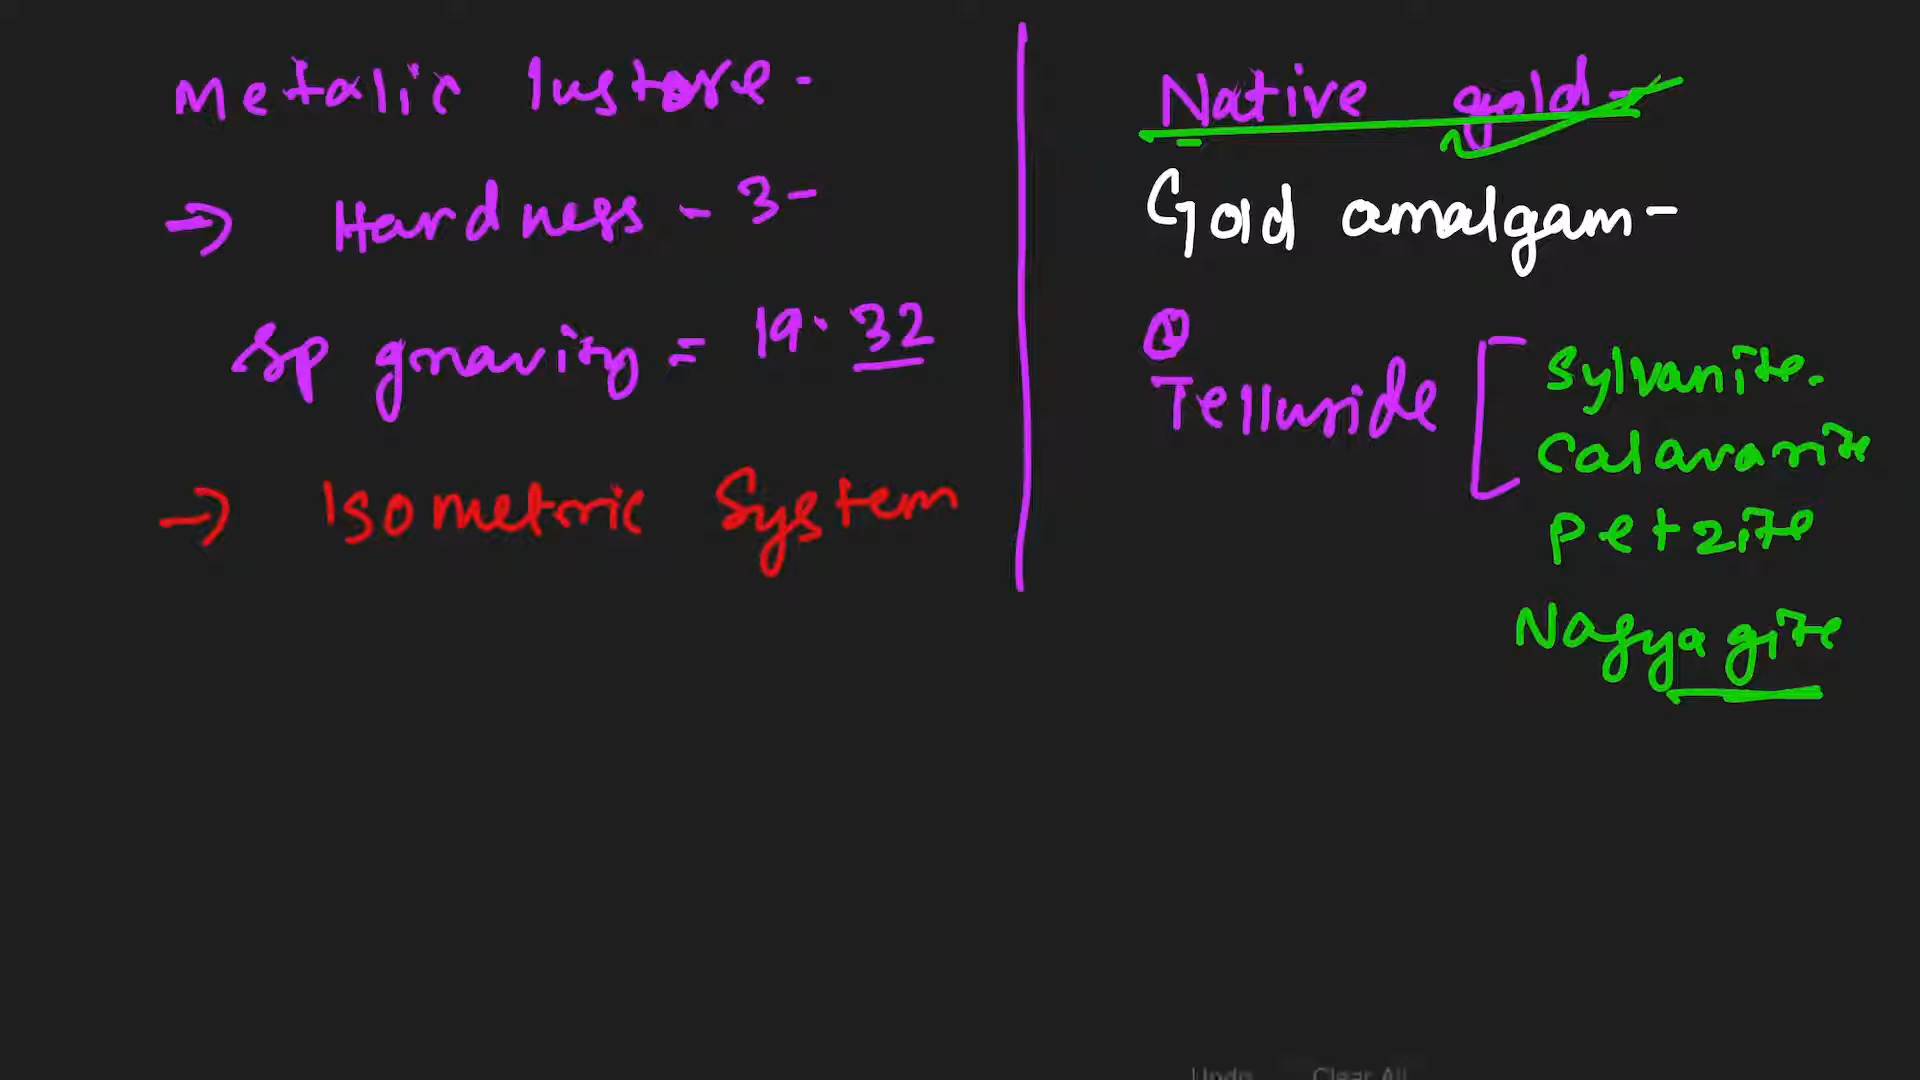 Metalic lustore -
→ Hardness - 3 -
Sp gravity = 19.32
→ Isometric System
Native gold -
Gold amalgam -
Telluride
Sylvanite.
Calavarite
Petzite
Nagyagite
Undo Clear All